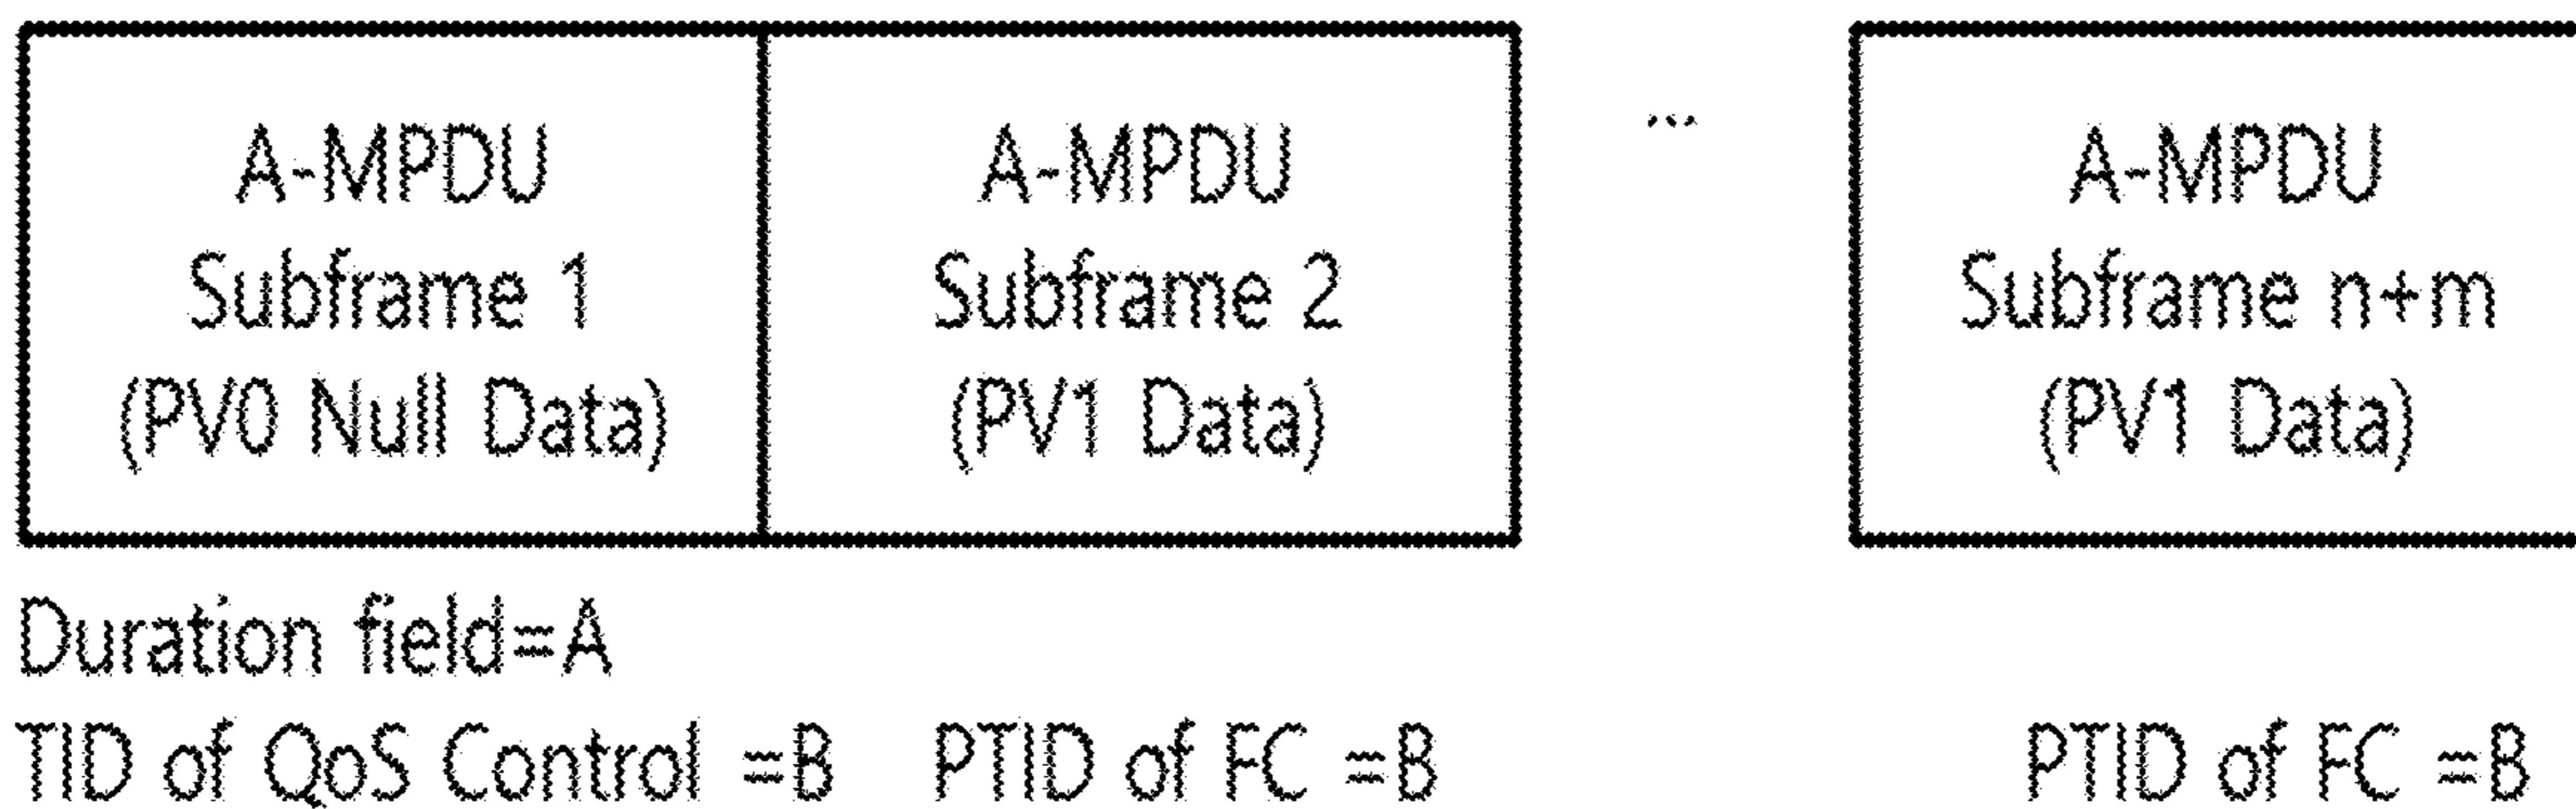 A-MPDU
Subframe 1
(PV0 Null Data)
A-MPDU
Subframe 2
(PV1 Data)
...
A-MPDU
Subframe n+m
(PV1 Data)
Duration field=A
TID of QoS Control =B
PTID of FC =B
PTID of FC =B